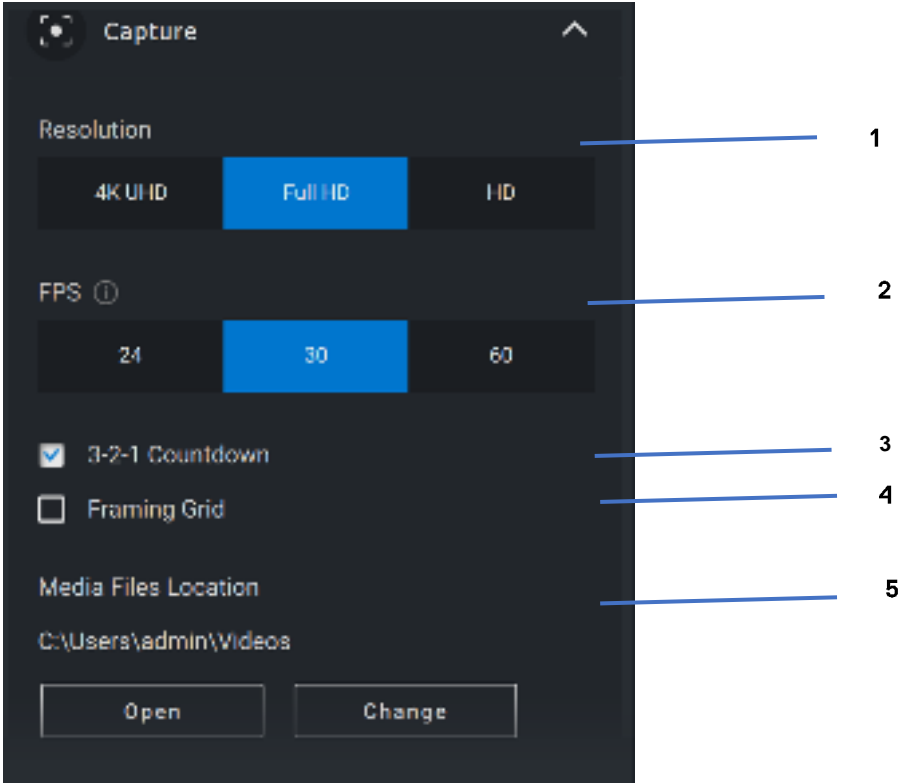 Capture
Resolution
1
4K UHD Full HD HD
FPS
2
24 30 60
3-2-1 Countdown
3
Framing Grid
4
Media Files Location
5
C:\Users\admin\Videos
Open Change